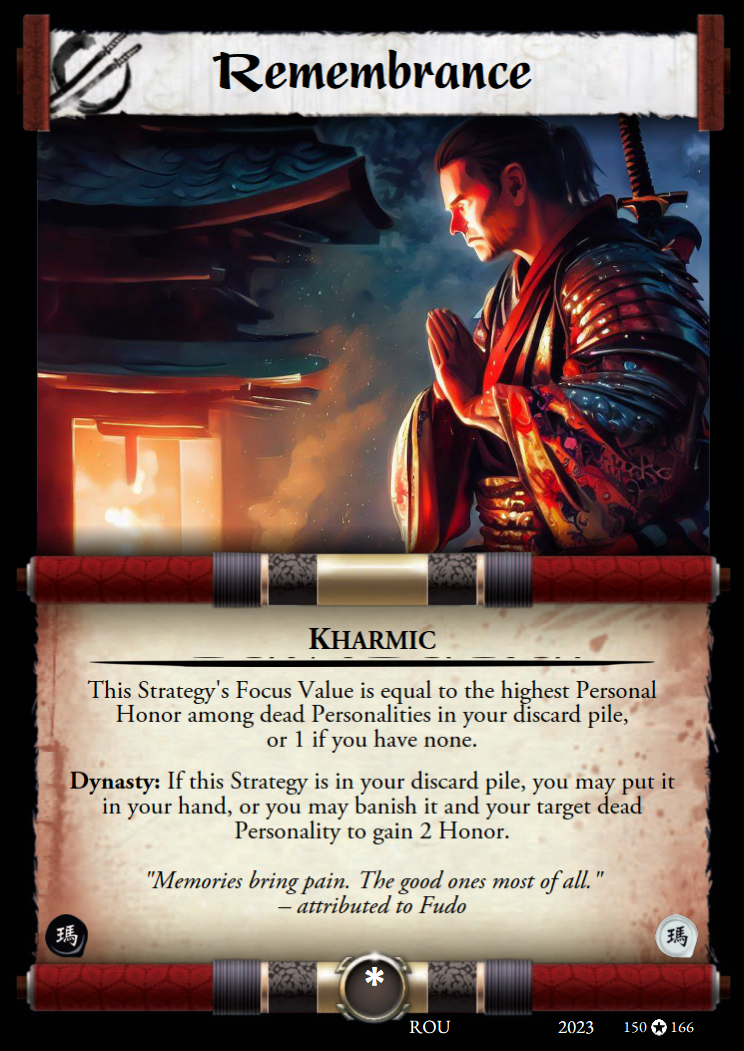 Remembrance
KHARMIC
This Strategy's Focus Value is equal to the highest Personal
Honor among dead Personalities in your discard pile,
or 1 if you have none.
Dynasty: If this Strategy is in your discard pile, you may put it
in your hand, or you may banish it and your target dead
Personality to gain 2 Honor.
"Memories bring pain. The good ones most of all."
– attributed to Fudo
瑪 瑪
*
ROU 2023 150 ✪ 166